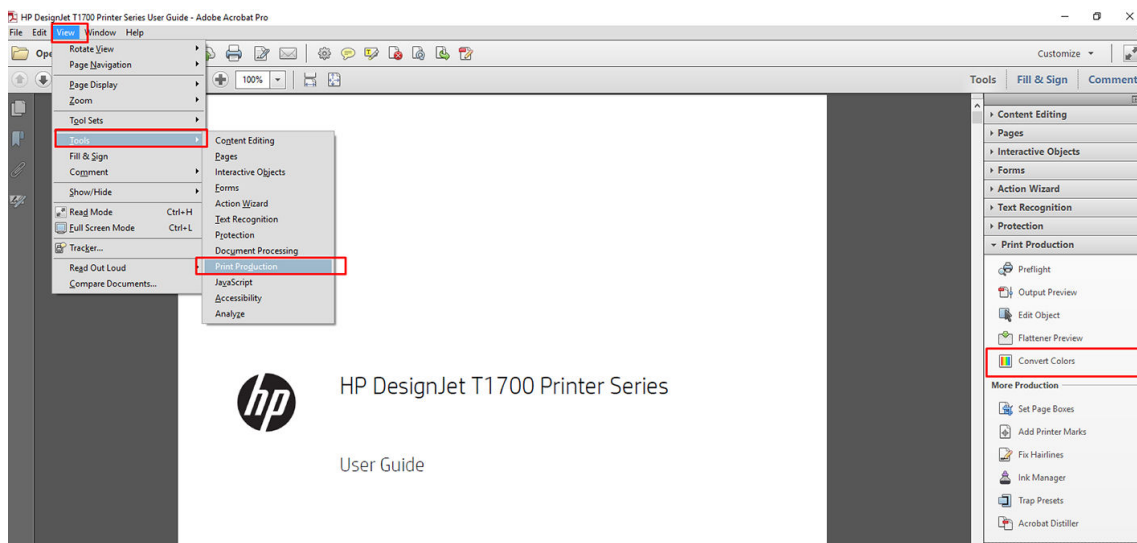 HP DesignJet T1700 Printer Series User Guide - Adobe Acrobat Pro
File Edit View Window Help
Ope
Customize
100%
Tools Fill & Sign Comment
Rotate View
Page Navigation
Page Display
Zoom
Tool Sets
Tools
Fill & Sign
Comment
Show/Hide
Read Mode Ctrl+H
Full Screen Mode Ctrl+L
Tracker...
Read Out Loud
Compare Documents...
Content Editing
Pages
Interactive Objects
Forms
Action Wizard
Text Recognition
Protection
Document Processing
Print Production
JavaScript
Accessibility
Analyze
hp
HP DesignJet T1700 Printer Series
User Guide
Content Editing
Pages
Interactive Objects
Forms
Action Wizard
Text Recognition
Protection
Print Production
Preflight
Output Preview
Edit Object
Flattener Preview
Convert Colors
More Production
Set Page Boxes
Add Printer Marks
Fix Hairlines
Ink Manager
Trap Presets
Acrobat Distiller